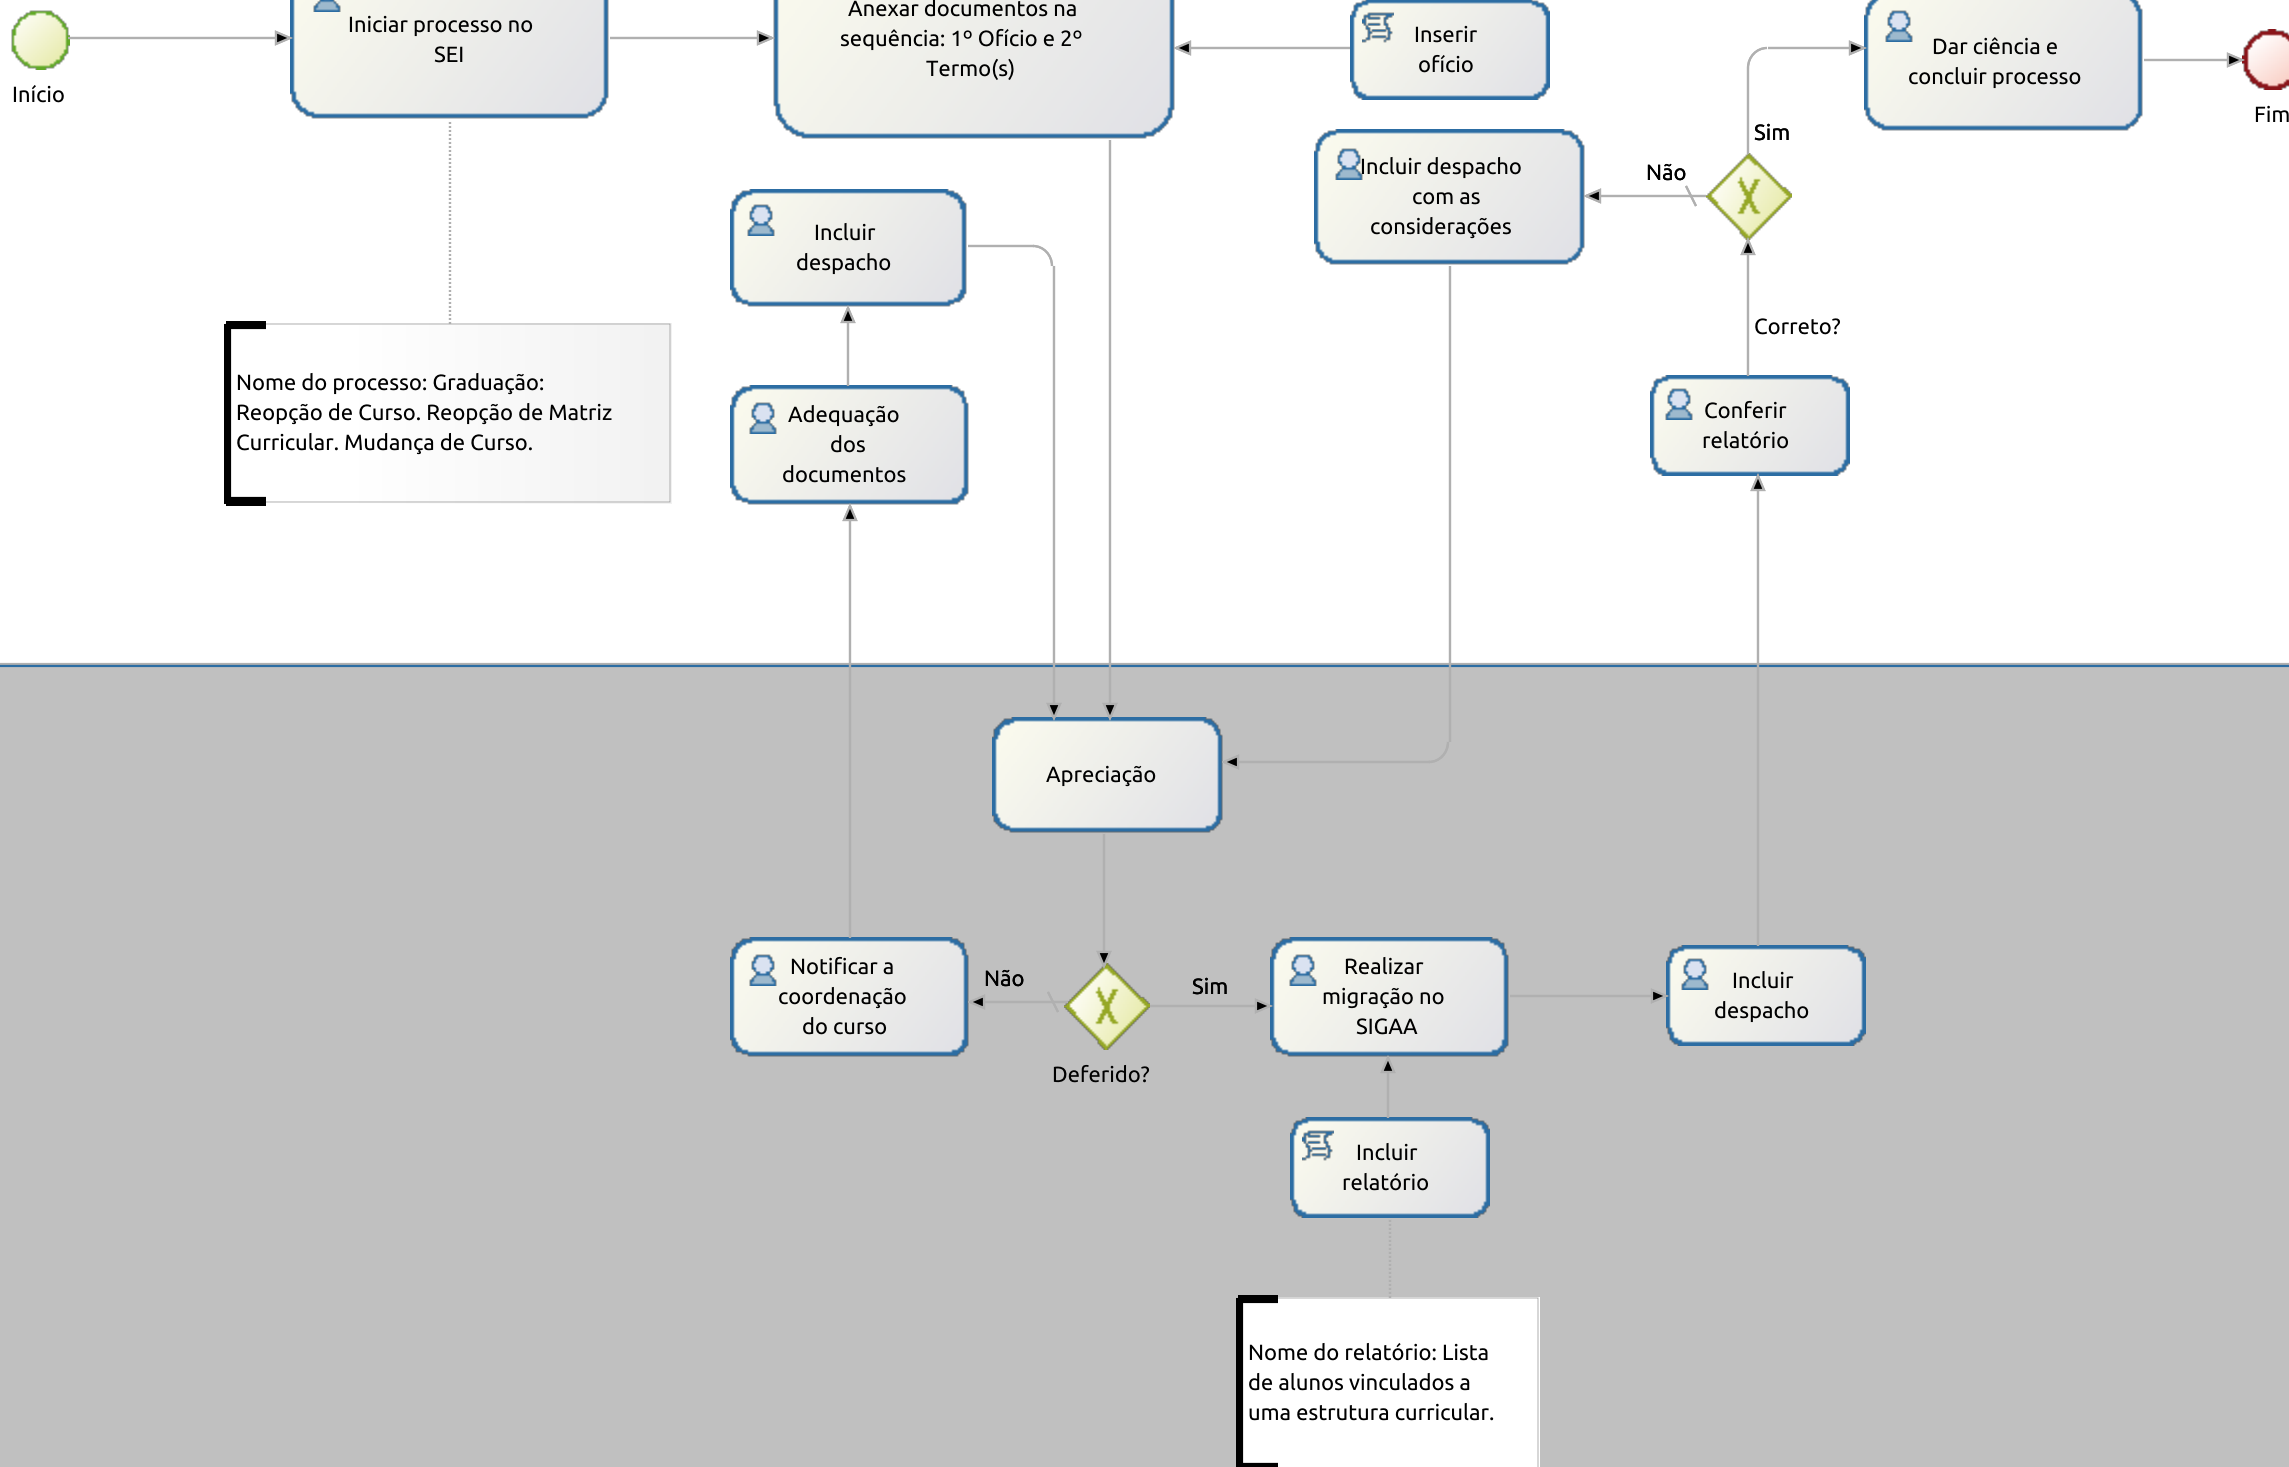 Início
Iniciar processo no
SEI
Anexar documentos na
sequência: 1º Ofício e 2º
Termo(s)
Inserir
ofício
Dar ciência e
concluir processo
Fim
Sim
Não
Incluir despacho
com as
considerações
Incluir
despacho
Correto?
Nome do processo: Graduação:
Reopção de Curso. Reopção de Matriz
Curricular. Mudança de Curso.
Adequação
dos
documentos
Conferir
relatório
Apreciação
Notificar a
coordenação
do curso
Não
Deferido?
Sim
Realizar
migração no
SIGAA
Incluir
despacho
Incluir
relatório
Nome do relatório: Lista
de alunos vinculados a
uma estrutura curricular.